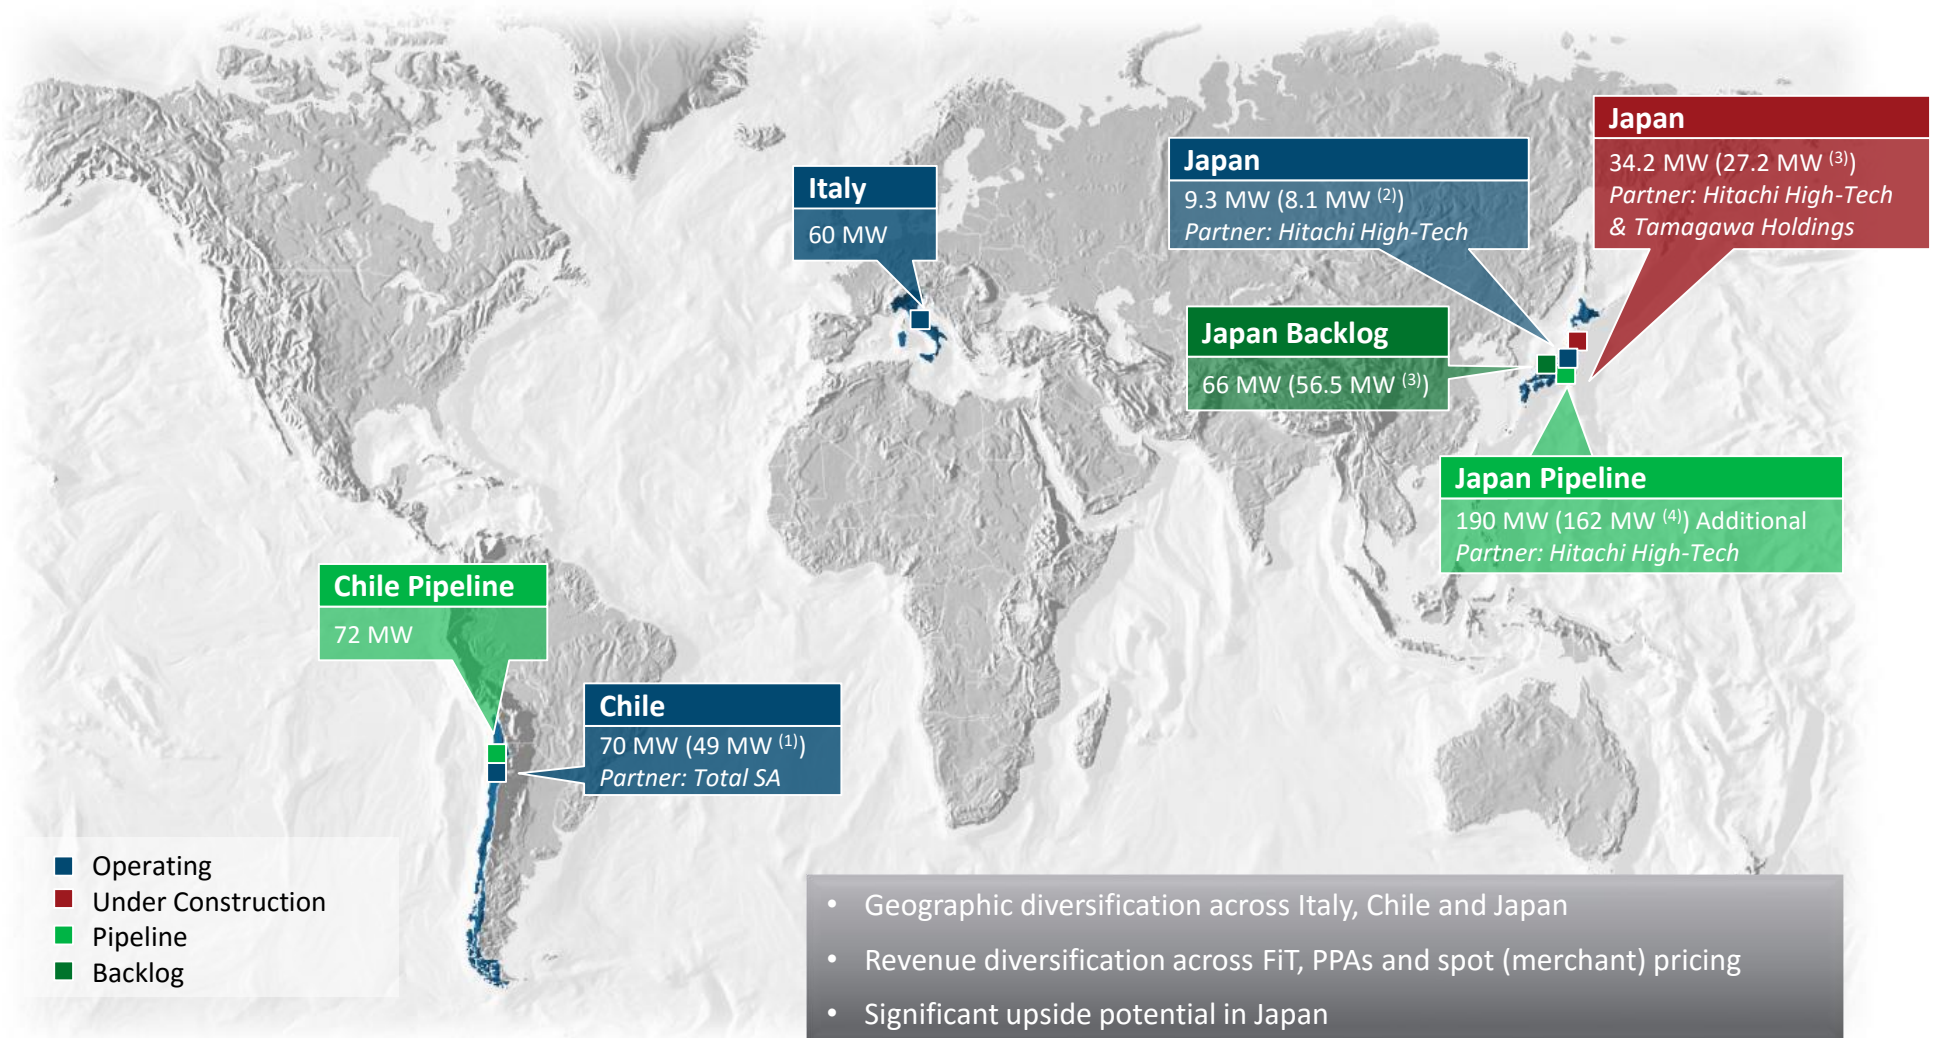 Japan
34.2 MW (27.2 MW (3))
Partner: Hitachi High-Tech
& Tamagawa Holdings
Japan
9.3 MW (8.1 MW (2))
Partner: Hitachi High-Tech
Italy
60 MW
Japan Backlog
66 MW (56.5 MW (3))
Japan Pipeline
190 MW (162 MW (4)) Additional
Partner: Hitachi High-Tech
Chile Pipeline
72 MW
Chile
70 MW (49 MW (1))
Partner: Total SA
Operating
Under Construction
Pipeline
Backlog
• Geographic diversification across Italy, Chile and Japan
• Revenue diversification across FiT, PPAs and spot (merchant) pricing
• Significant upside potential in Japan